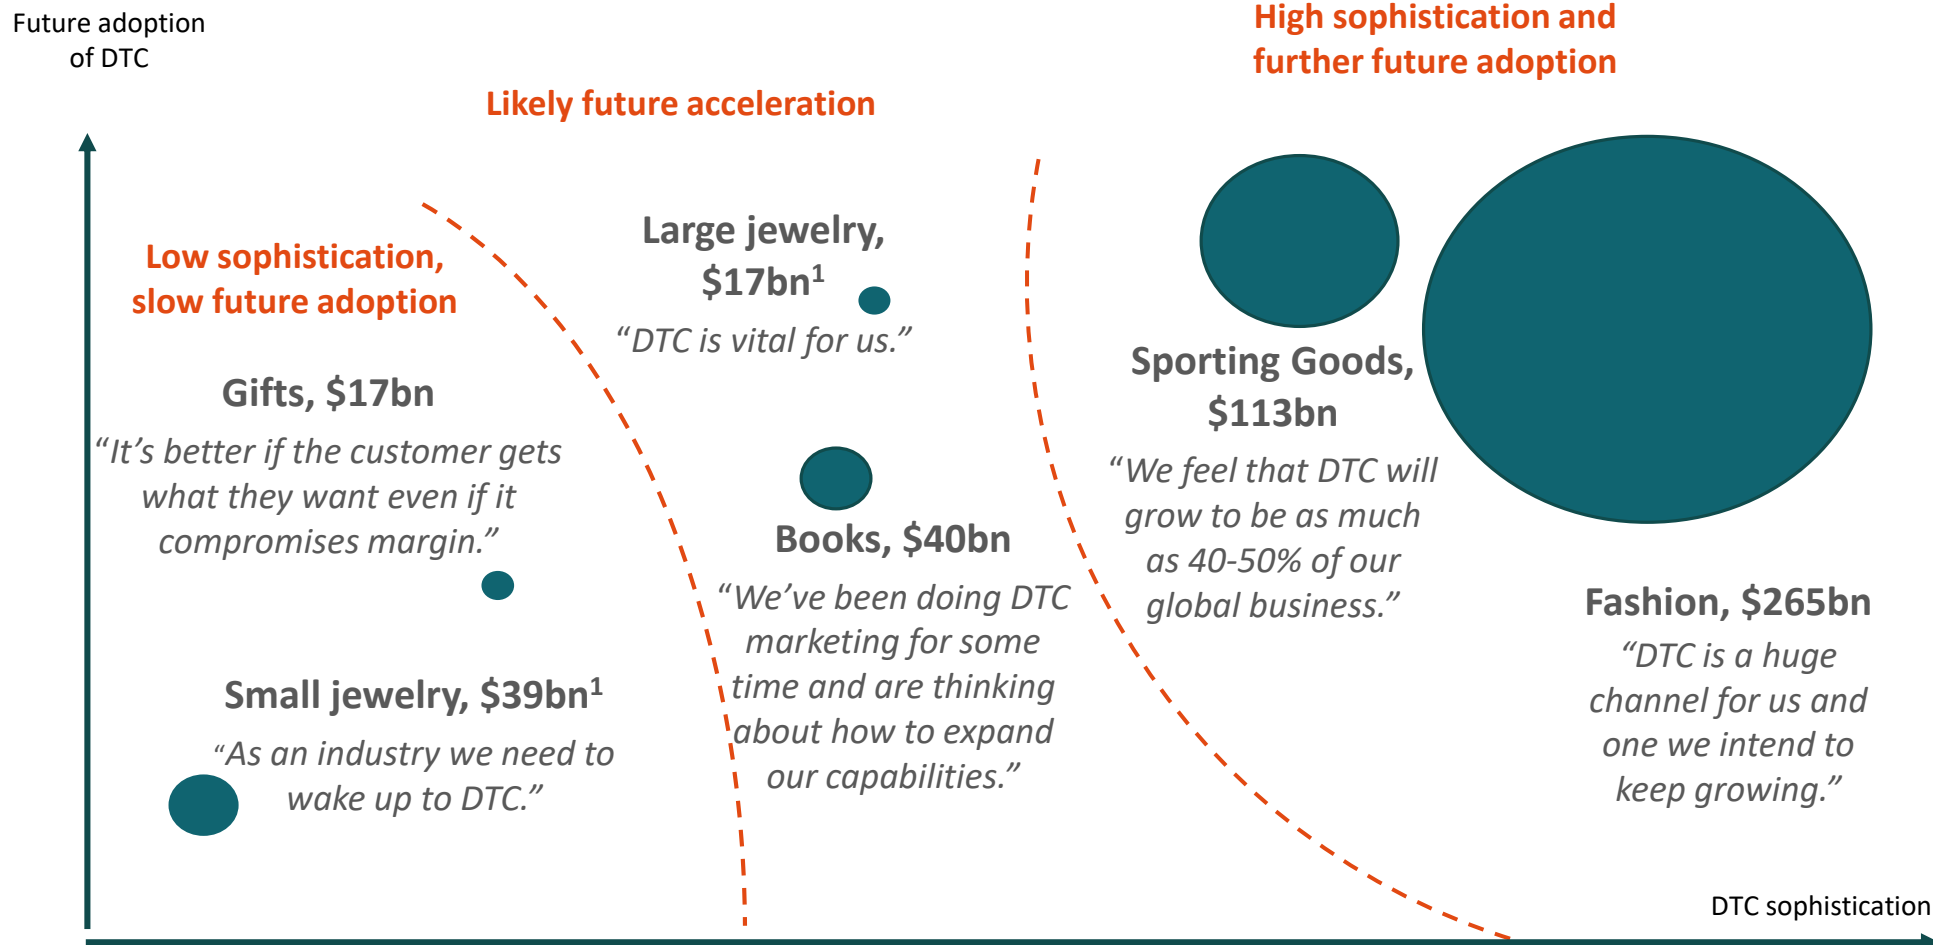 Future adoption
of DTC
High sophistication and
further future adoption
Likely future acceleration
Low sophistication,
slow future adoption
Large jewelry,
$17bn¹
“DTC is vital for us.”
Gifts, $17bn
“It’s better if the customer gets
what they want even if it
compromises margin.”
Sporting Goods,
$113bn
“We feel that DTC will
grow to be as much
as 40-50% of our
global business.”
Books, $40bn
“We’ve been doing DTC
marketing for some
time and are thinking
about how to expand
our capabilities.”
Fashion, $265bn
“DTC is a huge
channel for us and
one we intend to
keep growing.”
Small jewelry, $39bn¹
“As an industry we need to
wake up to DTC.”
DTC sophistication